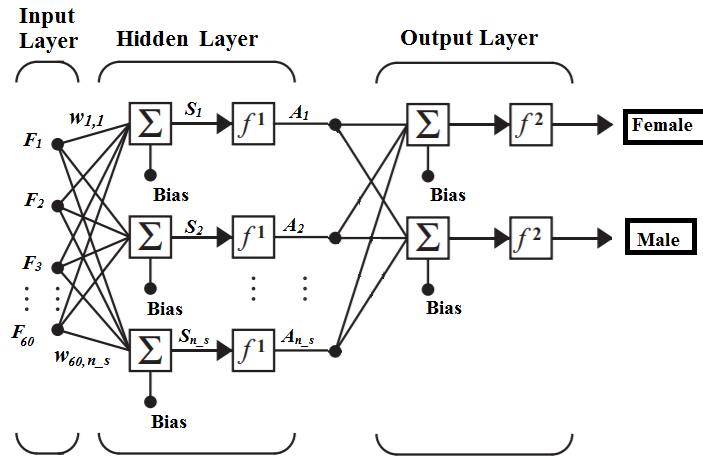 Input
Layer
Hidden Layer
Output Layer
w1,1
S1
A1
F1
Σ
f1
Σ
f2
Female
Bias
Bias
F2
S2
A2
Σ
f1
Σ
f2
Male
F3
Bias
Bias
F60
w60,n_s
Sn_s
An_s
Σ
f1
Bias